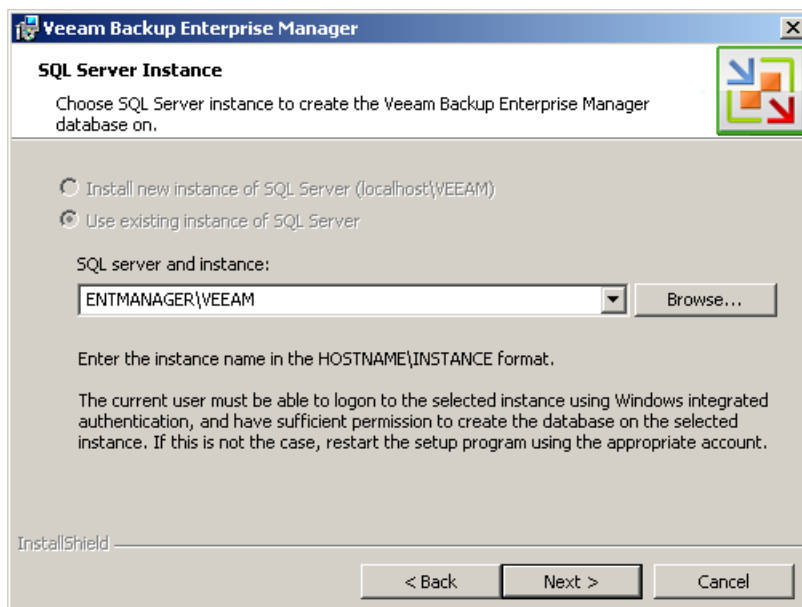 Veeam Backup Enterprise Manager
SQL Server Instance
Choose SQL Server instance to create the Veeam Backup Enterprise Manager
database on.
Install new instance of SQL Server (localhost\VEEAM)
Use existing instance of SQL Server
SQL server and instance:
ENTMANAGER\VEEAM
Browse...
Enter the instance name in the HOSTNAME\INSTANCE format.
The current user must be able to logon to the selected instance using Windows integrated
authentication, and have sufficient permission to create the database on the selected
instance. If this is not the case, restart the setup program using the appropriate account.
InstallShield
< Back
Next >
Cancel